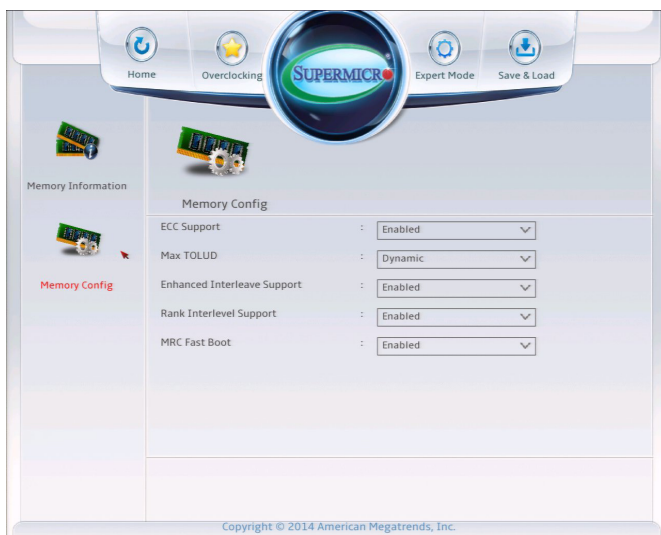 Home
Overclocking
SUPERMICRO
Expert Mode
Save & Load
Memory Information
Memory Config
Memory Config
ECC Support : Enabled
Max TOLUD : Dynamic
Enhanced Interleave Support : Enabled
Rank Interlevel Support : Enabled
MRC Fast Boot : Enabled
Copyright © 2014 American Megatrends, Inc.